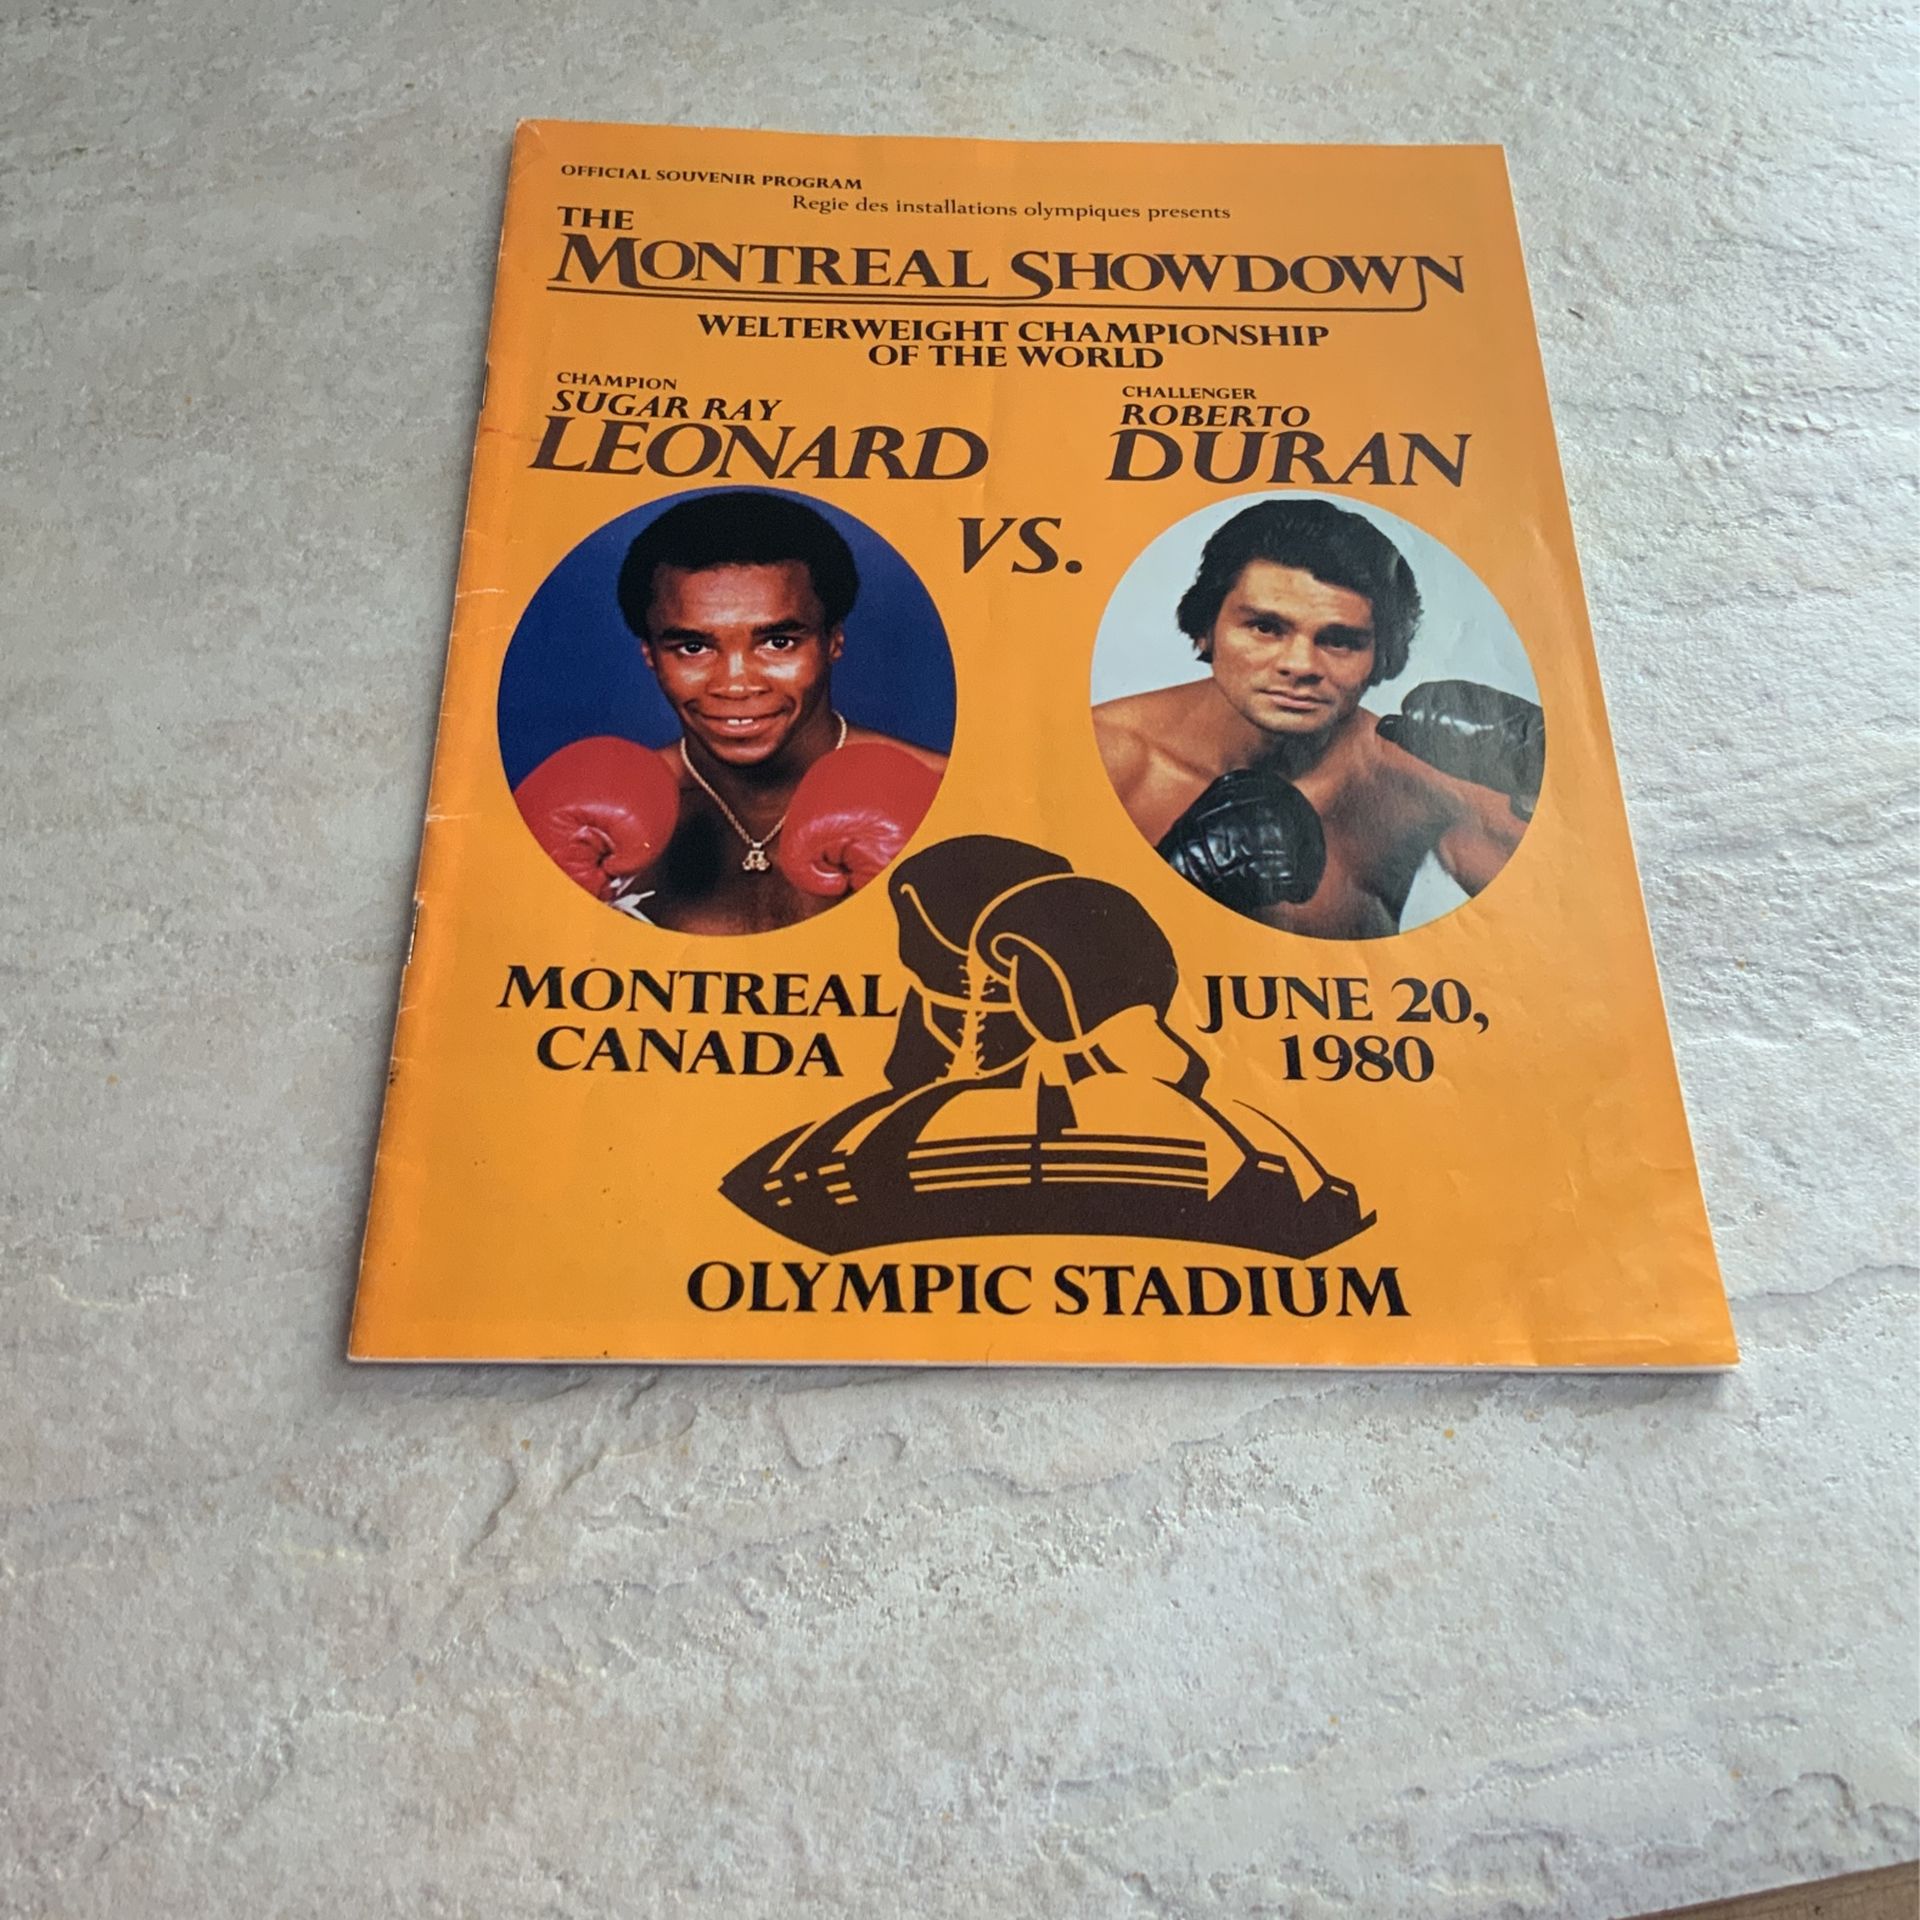 OFFICIAL SOUVENIR PROGRAM
Regie des installations olympiques presents
THE
MONTREAL SHOWDOWN
WELTERWEIGHT CHAMPIONSHIP
OF THE WORLD
CHAMPION
SUGAR RAY
LEONARD
VS.
CHALLENGER
ROBERTO
DURAN
MONTREAL
CANADA
JUNE 20,
1980
OLYMPIC STADIUM